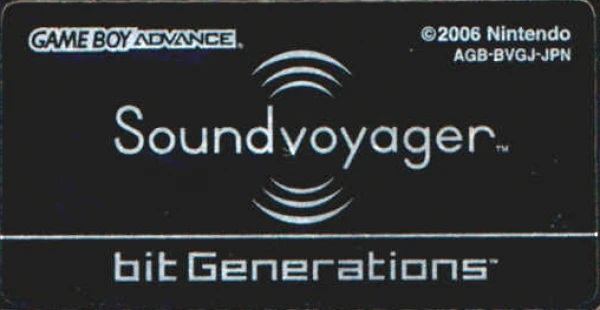 GAME BOY ADVANCE
©2006 Nintendo
AGB-BVGJ-JPN
Soundvoyager™
bit Generations™